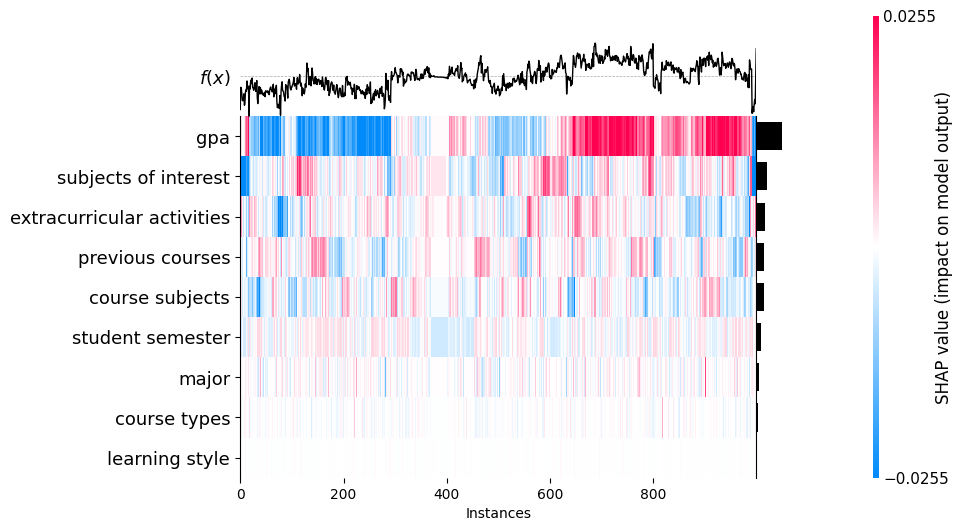 0.0255
f(x)
gpa
subjects of interest
extracurricular activities
previous courses
course subjects
student semester
major
course types
learning style
0 200 400 600 800
Instances
SHAP value (impact on model output)
−0.0255